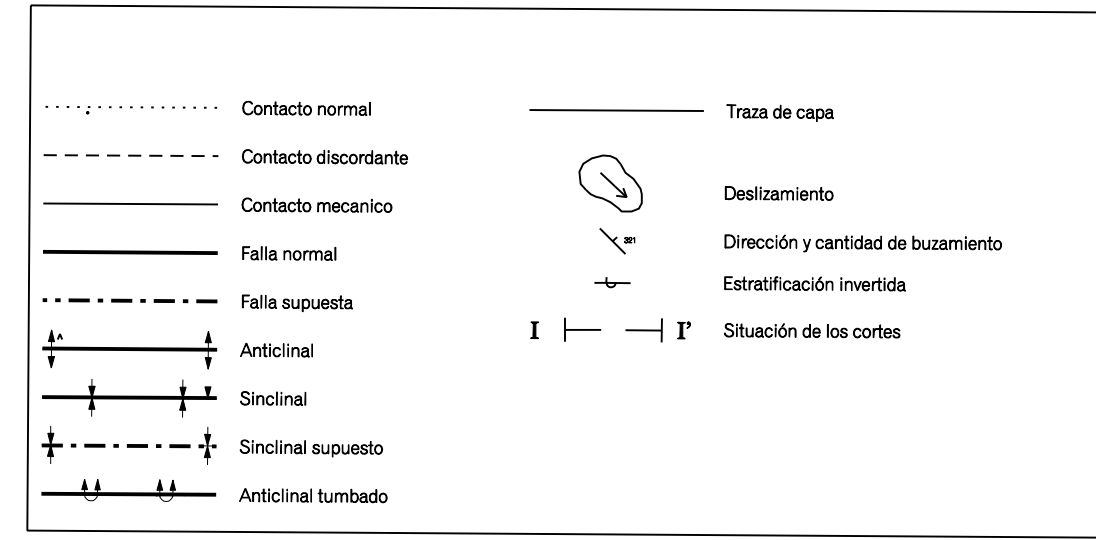 Contacto normal
Contacto discordante
Contacto mecanico
Falla normal
Falla supuesta
Anticlinal
Sinclinal
Sinclinal supuesto
Anticlinal tumbado
Traza de capa
Deslizamiento
321 Dirección y cantidad de buzamiento
Estratificación invertida
I I' Situación de los cortes